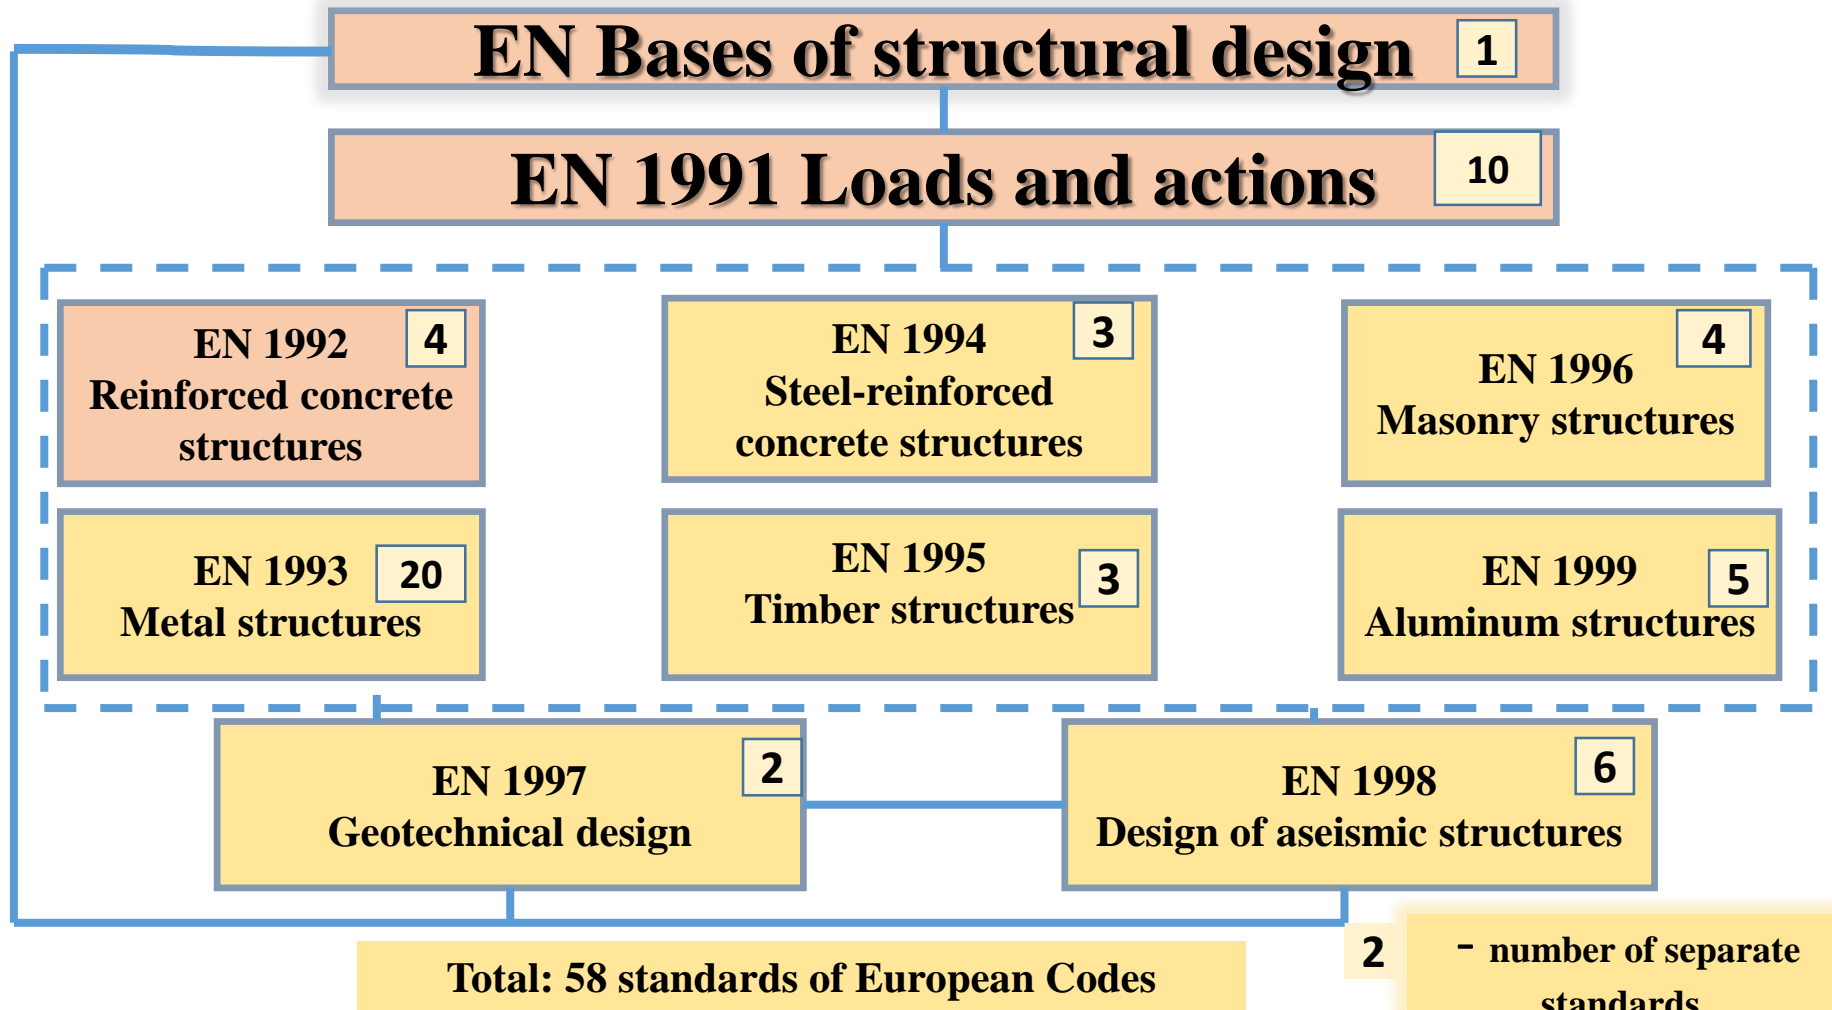 EN Bases of structural design 1
EN 1991 Loads and actions 10
EN 1992 4
Reinforced concrete
structures
EN 1994 3
Steel-reinforced
concrete structures
EN 1996 4
Masonry structures
EN 1993 20
Metal structures
EN 1995 3
Timber structures
EN 1999 5
Aluminum structures
EN 1997 2
Geotechnical design
EN 1998 6
Design of aseismic structures
Total: 58 standards of European Codes
2 - number of separate
standards